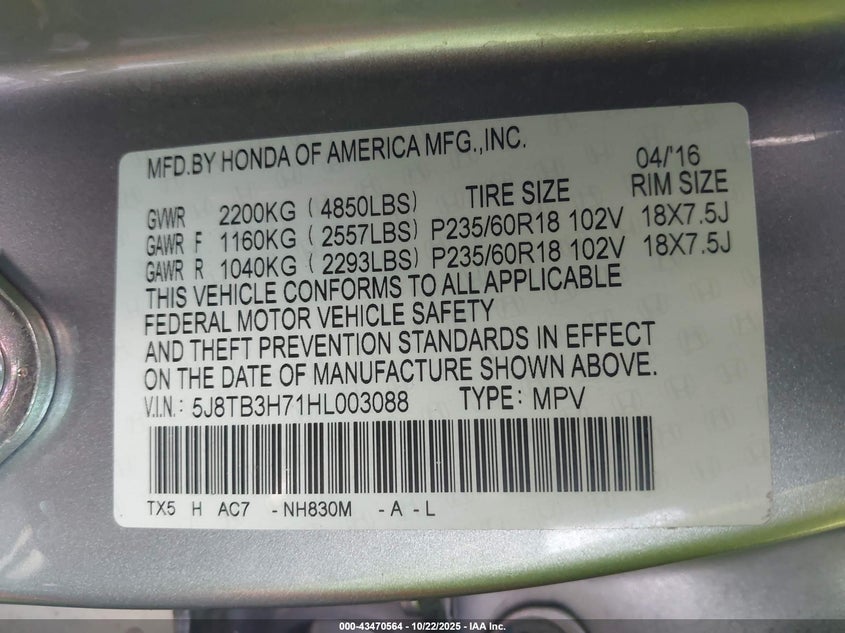 MFD.BY HONDA OF AMERICA MFG.,INC. 04/'16
TIRE SIZE RIM SIZE
GVWR 2200KG ( 4850LBS)
GAWR F 1160KG ( 2557LBS) P235/60R18 102V 18X7.5J
GAWR R 1040KG ( 2293LBS) P235/60R18 102V 18X7.5J
THIS VEHICLE CONFORMS TO ALL APPLICABLE
FEDERAL MOTOR VEHICLE SAFETY
AND THEFT PREVENTION STANDARDS IN EFFECT
ON THE DATE OF MANUFACTURE SHOWN ABOVE.
V.I.N.: 5J8TB3H71HL003088 TYPE: MPV
TX5 H AC7 -NH830M -A -L
000-43470564 - 10/22/2025 - IAA Inc.